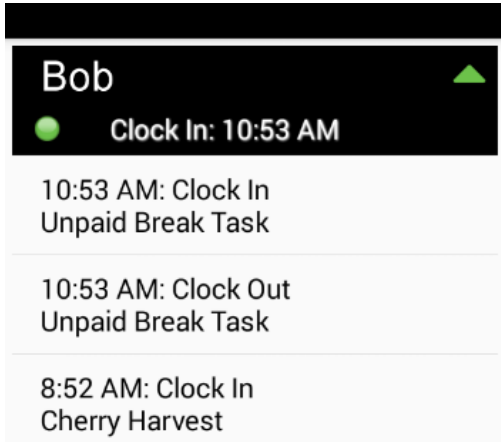 Bob
Clock In: 10:53 AM
10:53 AM: Clock In
Unpaid Break Task
10:53 AM: Clock Out
Unpaid Break Task
8:52 AM: Clock In
Cherry Harvest